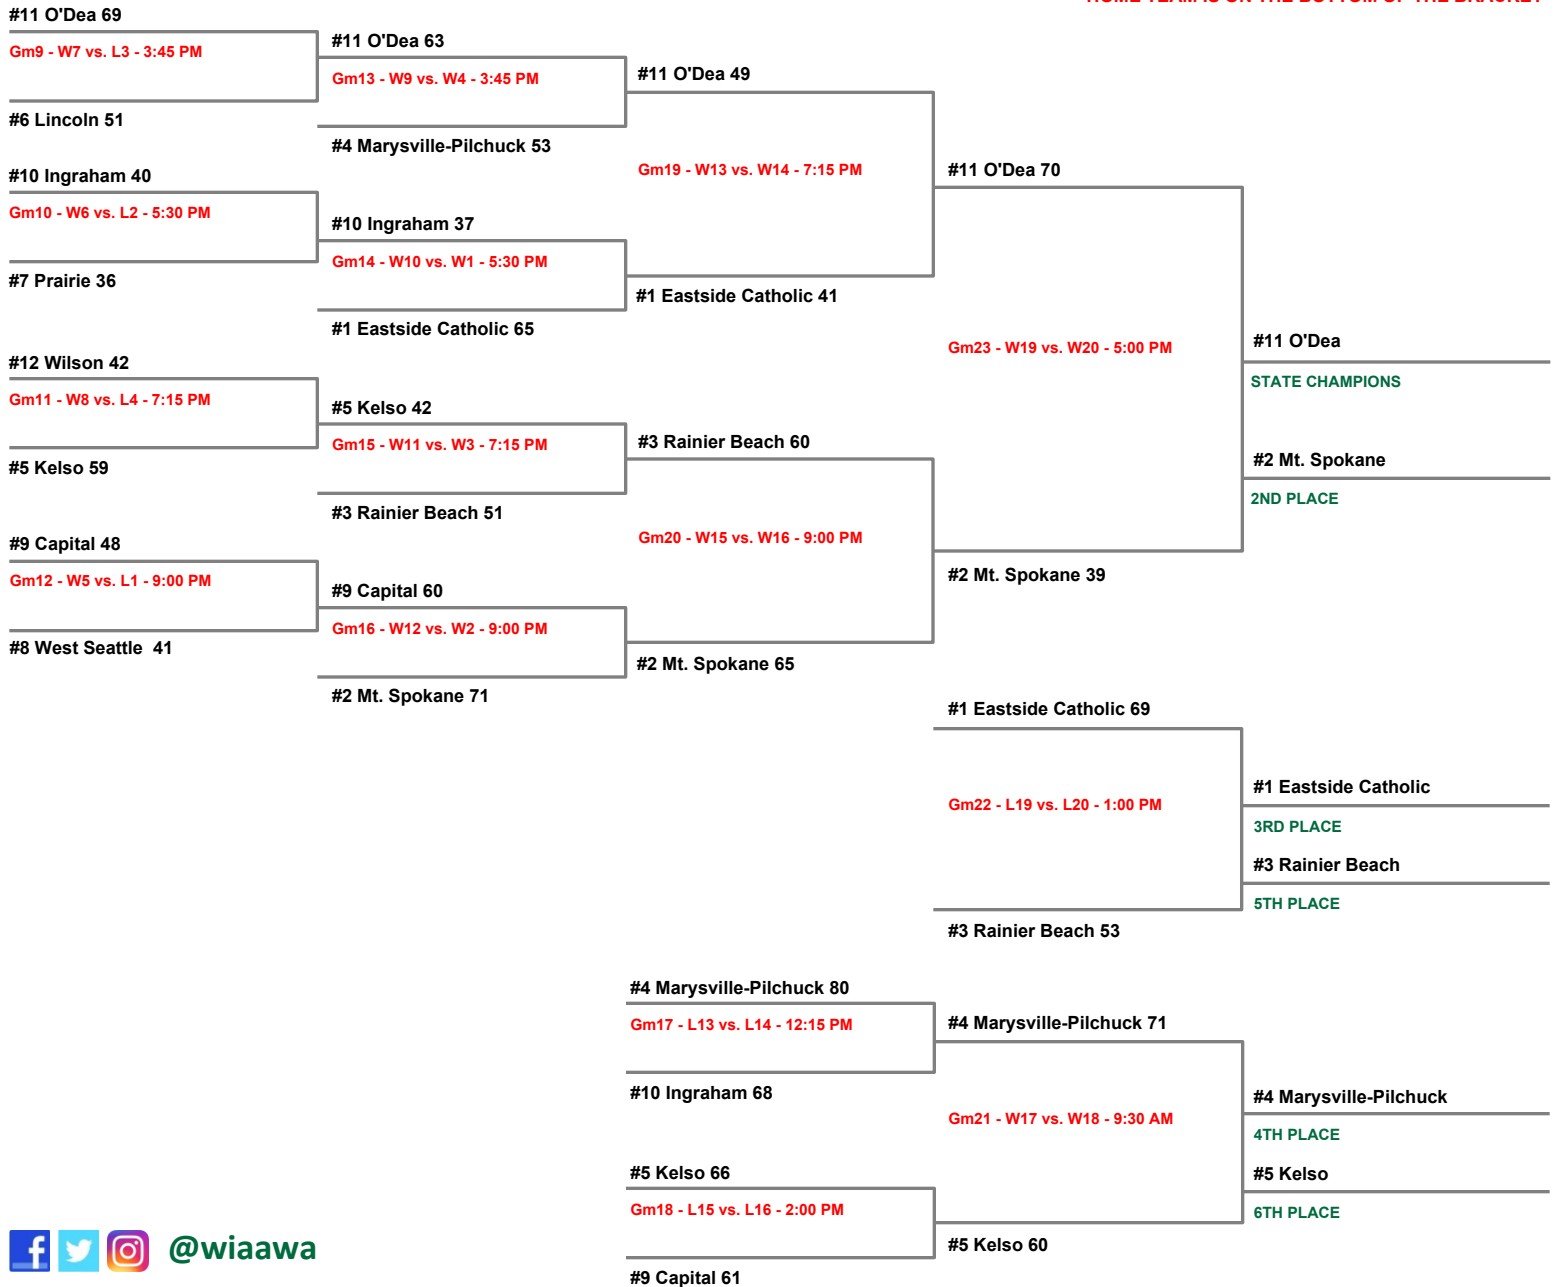 HOME TEAM IS ON THE BOTTOM OF THE BRACKET
#11 O'Dea 69
Gm9 - W7 vs. L3 - 3:45 PM
#6 Lincoln 51
#10 Ingraham 40
Gm10 - W6 vs. L2 - 5:30 PM
#7 Prairie 36
#12 Wilson 42
Gm11 - W8 vs. L4 - 7:15 PM
#5 Kelso 59
#9 Capital 48
Gm12 - W5 vs. L1 - 9:00 PM
#8 West Seattle 41
#11 O'Dea 63
Gm13 - W9 vs. W4 - 3:45 PM
#4 Marysville-Pilchuck 53
#10 Ingraham 37
Gm14 - W10 vs. W1 - 5:30 PM
#1 Eastside Catholic 65
#5 Kelso 42
Gm15 - W11 vs. W3 - 7:15 PM
#3 Rainier Beach 51
#9 Capital 60
Gm16 - W12 vs. W2 - 9:00 PM
#2 Mt. Spokane 71
#11 O'Dea 49
Gm19 - W13 vs. W14 - 7:15 PM
#1 Eastside Catholic 41
#3 Rainier Beach 60
Gm20 - W15 vs. W16 - 9:00 PM
#2 Mt. Spokane 65
#11 O'Dea 70
Gm23 - W19 vs. W20 - 5:00 PM
#2 Mt. Spokane 39
#11 O'Dea
STATE CHAMPIONS
#2 Mt. Spokane
2ND PLACE
#1 Eastside Catholic 69
Gm22 - L19 vs. L20 - 1:00 PM
#3 Rainier Beach 53
#1 Eastside Catholic
3RD PLACE
#3 Rainier Beach
5TH PLACE
#4 Marysville-Pilchuck 80
Gm17 - L13 vs. L14 - 12:15 PM
#10 Ingraham 68
#5 Kelso 66
Gm18 - L15 vs. L16 - 2:00 PM
#9 Capital 61
#4 Marysville-Pilchuck 71
Gm21 - W17 vs. W18 - 9:30 AM
#5 Kelso 60
#4 Marysville-Pilchuck
4TH PLACE
#5 Kelso
6TH PLACE
@wiaawa